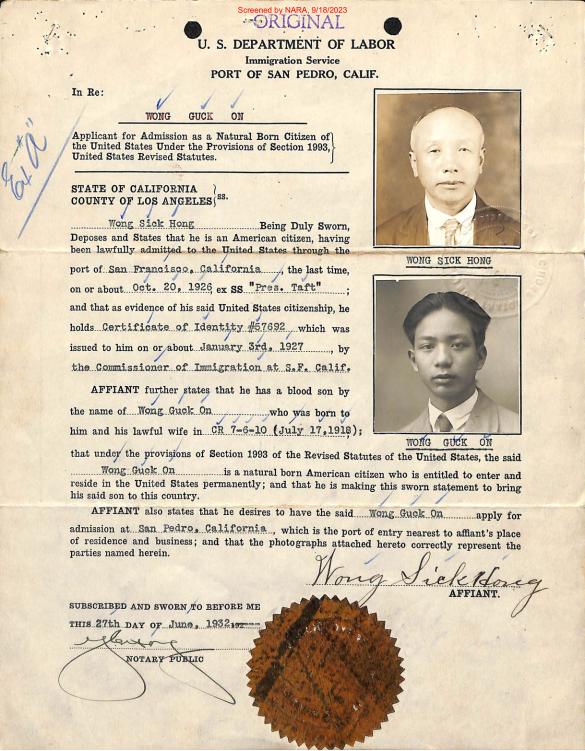 Screened by NARA, 9/18/2023
ORIGINAL
U. S. DEPARTMENT OF LABOR
Immigration Service
PORT OF SAN PEDRO, CALIF.
In Re:
WONG GUCK ON
Applicant for Admission as a Natural Born Citizen of
the United States Under the Provisions of Section 1993,
United States Revised Statutes.
Ex "A"
STATE OF CALIFORNIA
COUNTY OF LOS ANGELES ss.
Wong Sick Hong Being Duly Sworn,
Deposes and States that he is an American citizen, having
been lawfully admitted to the United States through the
port of San Francisco, California, the last time,
on or about Oct. 20, 1926 ex SS "Pres. Taft";
and that as evidence of his said United States citizenship, he
holds Certificate of Identity #57692 which was
issued to him on or about January 3rd, 1927, by
the Commissioner of Immigration at S.F. Calif.
WONG SICK HONG
AFFIANT further states that he has a blood son by
the name of Wong Guck On who was born to
him and his lawful wife in CR 7-6-10 (July 17, 1918);
WONG GUCK ON
that under the provisions of Section 1993 of the Revised Statutes of the United States, the said
Wong Guck On is a natural born American citizen who is entitled to enter and
reside in the United States permanently; and that he is making this sworn statement to bring
his said son to this country.
AFFIANT also states that he desires to have the said Wong Guck On apply for
admission at San Pedro, California, which is the port of entry nearest to affiant's place
of residence and business; and that the photographs attached hereto correctly represent the
parties named herein.
Wong Sick Hong
AFFIANT.
SUBSCRIBED AND SWORN TO BEFORE ME
THIS 27th DAY OF June, 1932
NOTARY PUBLIC